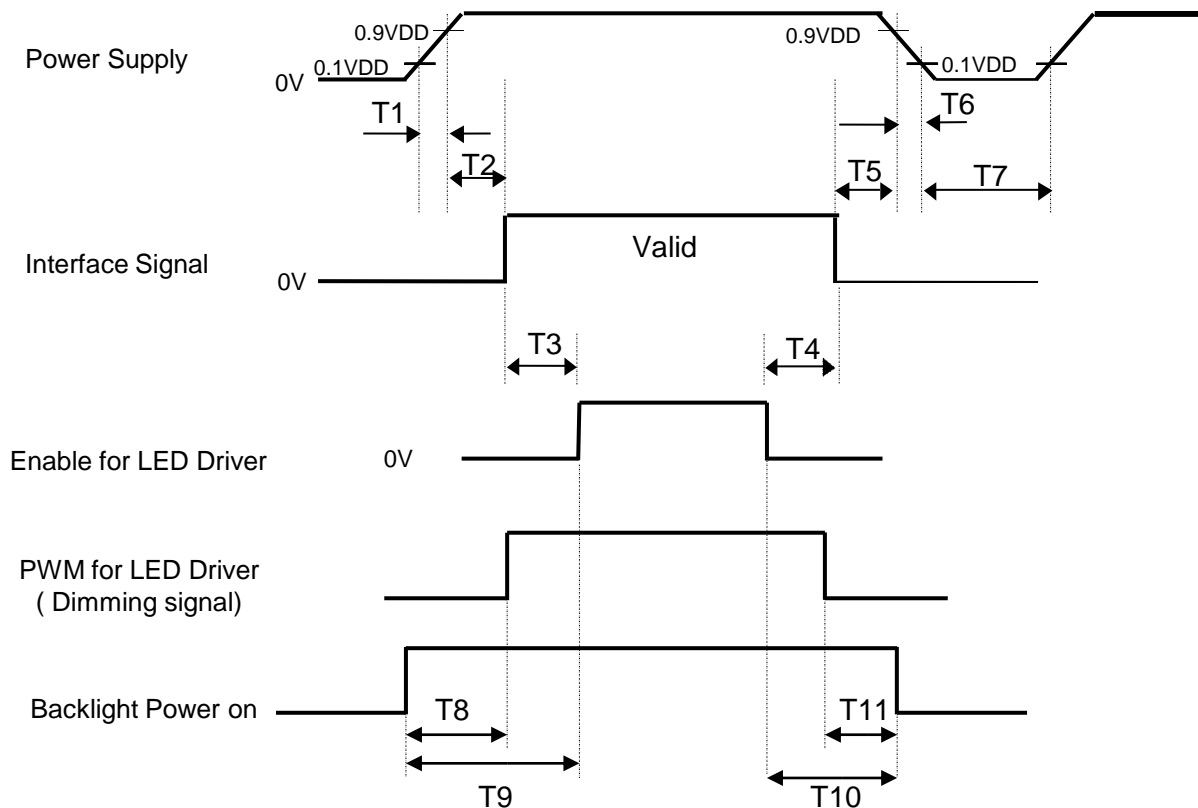 0.9VDD
0.9VDD
Power Supply
0.1VDD
0.1VDD
0V
T1
T6
T2
T5
T7
Valid
Interface Signal
0V
T3
T4
Enable for LED Driver
0V
PWM for LED Driver
( Dimming signal)
Backlight Power on
T8
T11
T9
T10